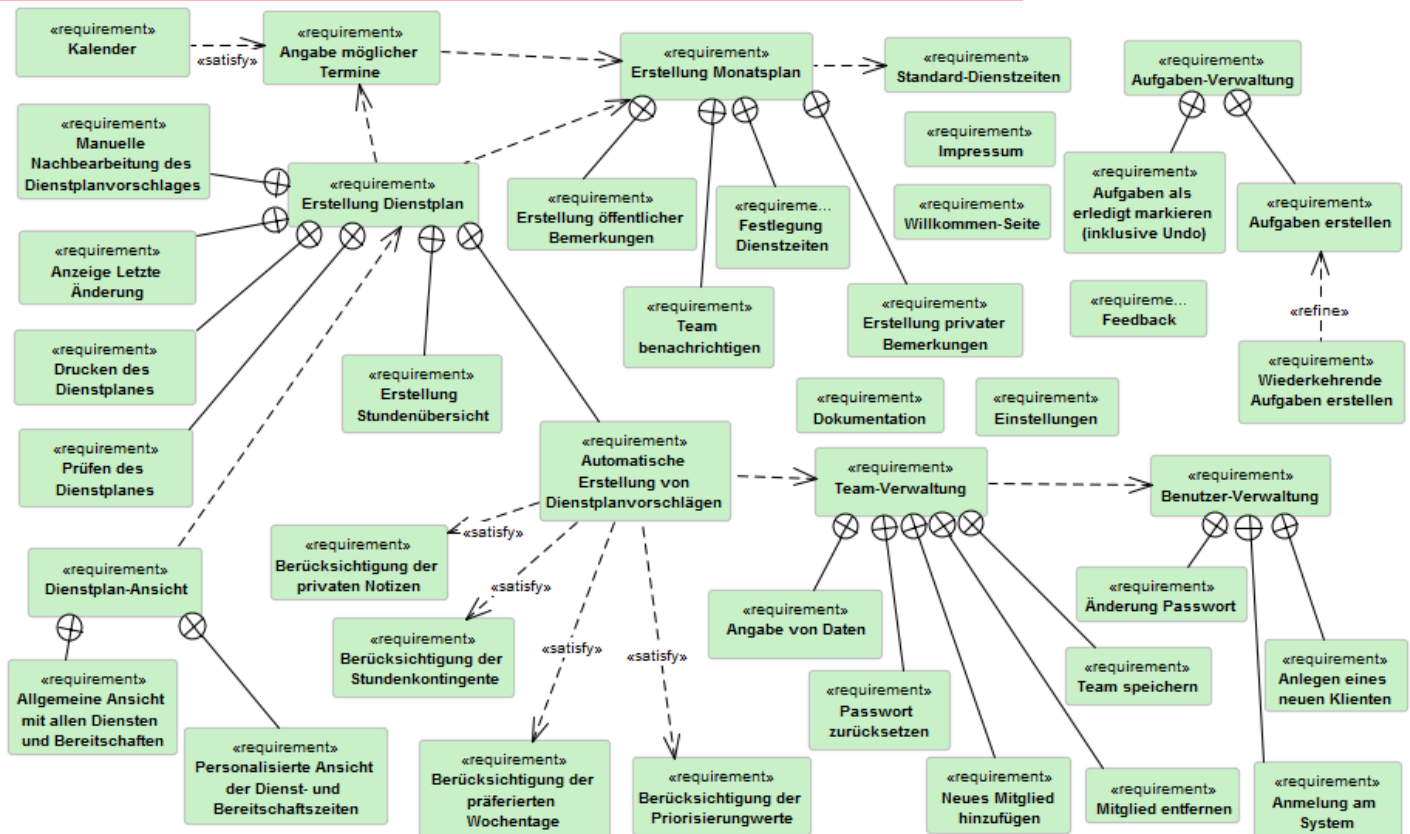 «requirement»
Kalender
«satisfy»
«requirement»
Angabe möglicher
Termine
«requirement»
Erstellung Monatsplan
«requirement»
Standard-Dienstzeiten
«requirement»
Aufgaben-Verwaltung
«requirement»
Manuelle
Nachbearbeitung des
Dienstplanvorschlages
«requirement»
Erstellung Dienstplan
«requirement»
Impressum
«requirement»
Erstellung öffentlicher
Bemerkungen
«requireme...
Festlegung
Dienstzeiten
«requirement»
Willkommen-Seite
«requirement»
Aufgaben als
erledigt markieren
(inklusive Undo)
«requirement»
Aufgaben erstellen
«requirement»
Anzeige Letzte
Änderung
«requirement»
Team
benachrichtigen
«requirement»
Erstellung privater
Bemerkungen
«requireme...
Feedback
«refine»
«requirement»
Drucken des
Dienstplanes
«requirement»
Erstellung
Stundenübersicht
«requirement»
Dokumentation
«requirement»
Einstellungen
«requirement»
Wiederkehrende
Aufgaben erstellen
«requirement»
Prüfen des
Dienstplanes
«requirement»
Automatische
Erstellung von
Dienstplanvorschlägen
«requirement»
Team-Verwaltung
«requirement»
Benutzer-Verwaltung
«requirement»
Dienstplan-Ansicht
«requirement»
Berücksichtigung der
privaten Notizen
«satisfy»
«satisfy»
«satisfy»
«satisfy»
«requirement»
Berücksichtigung der
Stundenkontingente
«requirement»
Angabe von Daten
«requirement»
Änderung Passwort
«requirement»
Allgemeine Ansicht
mit allen Diensten
und Bereitschaften
«requirement»
Passwort
zurücksetzen
«requirement»
Team speichern
«requirement»
Anlegen eines
neuen Klienten
«requirement»
Personalisierte Ansicht
der Dienst- und
Bereitschaftszeiten
«requirement»
Berücksichtigung der
präferierten
Wochentage
«requirement»
Berücksichtigung der
Priorisierungwerte
«requirement»
Neues Mitglied
hinzufügen
«requirement»
Mitglied entfernen
«requirement»
Anmelung am
System